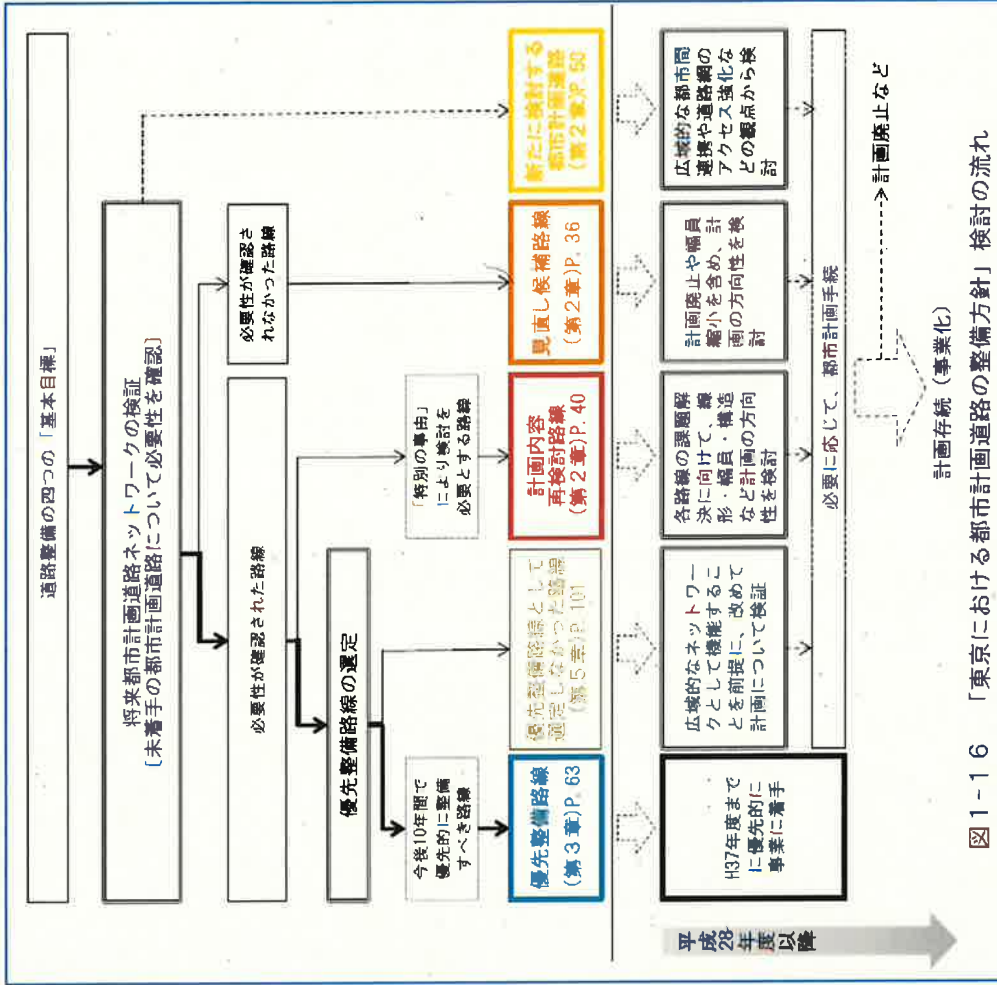 道路整備の四つの「基本目標」
将来都市計画道路ネットワークの検証
〔未着手の都市計画道路について必要性を確認〕
必要性が確認された路線
必要性が確認さ
れなかった路線
優先整備路線の選定
「特別の事由」
により検討を
必要とする路線
今後10年間で
優先的に整備
すべき路線
優先整備路線
(第3章)P. 63
優先整備路線として
選定しなかった路線
(第5章)P. 101
計画内容
再検討路線
(第2章)P. 40
見直し候補路線
(第2章)P. 36
新たに検討する
都市計画道路
(第2章)P. 60
平成
28
年度
以降
H37年度まで
に優先的に
事業に着手
広域的なネットワー
クとして機能するこ
とを前提に、改めて
計画について検証
各路線の課題解
決に向けて、線
形・幅員・構造
など計画の方向
性を検討
計画廃止や幅員
縮小を含め、計
画の方向性を検
討
広域的な都市間
連携や道路網の
アクセス強化な
どの観点から検
討
必要に応じて、都市計画手続
計画存続(事業化)
計画廃止など
図1-16 「東京における都市計画道路の整備方針」検討の流れ